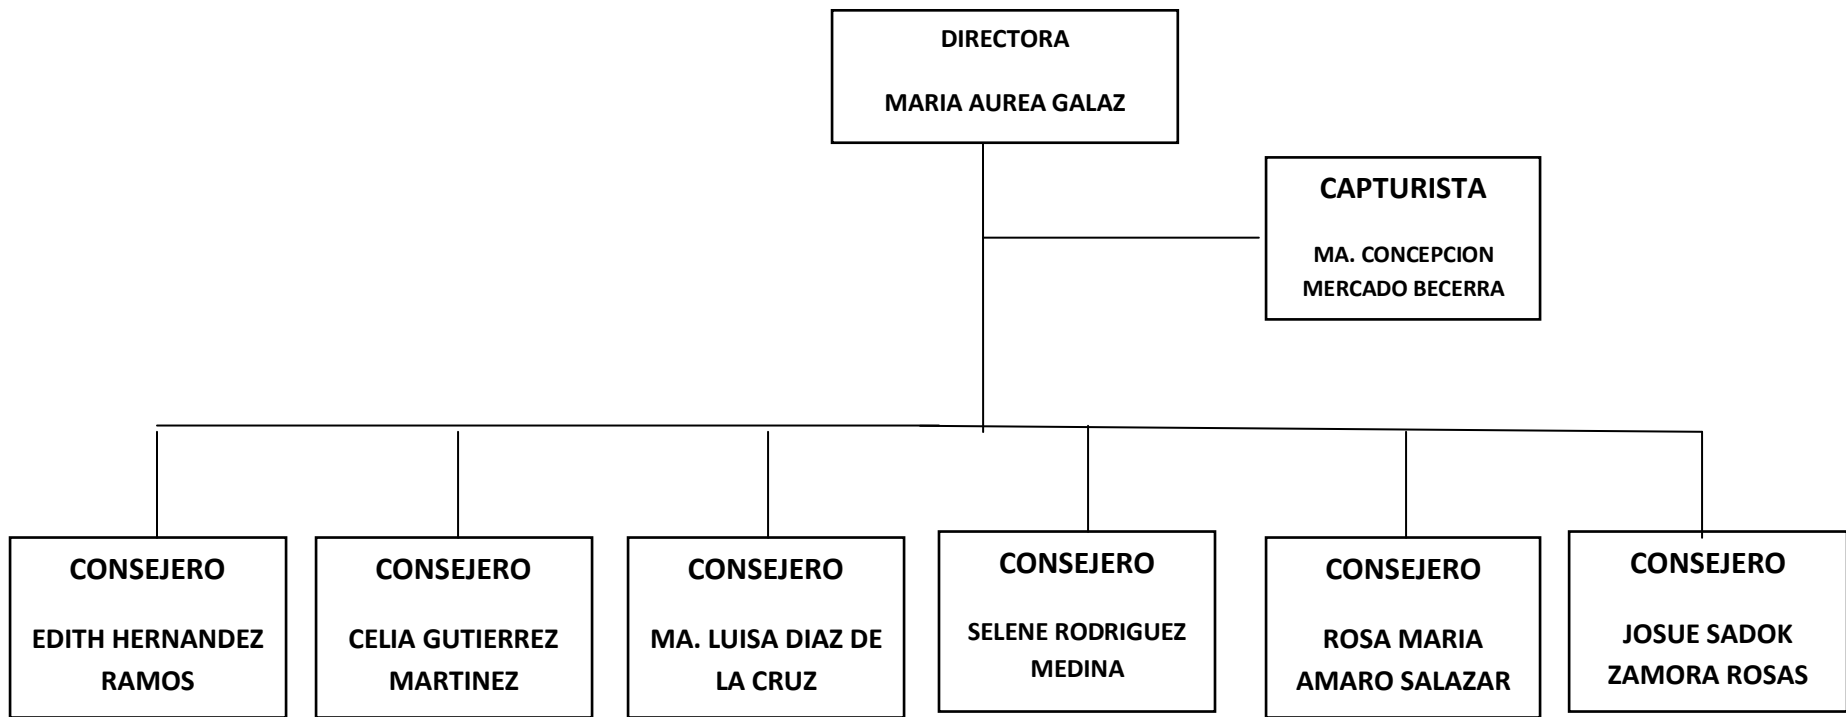 DIRECTORA
MARIA AUREA GALAZ
CAPTURISTA
MA. CONCEPCION
MERCADO BECERRA
CONSEJERO
EDITH HERNANDEZ
RAMOS
CONSEJERO
CELIA GUTIERREZ
MARTINEZ
CONSEJERO
MA. LUISA DIAZ DE
LA CRUZ
CONSEJERO
SELENE RODRIGUEZ
MEDINA
CONSEJERO
ROSA MARIA
AMARO SALAZAR
CONSEJERO
JOSUE SADOK
ZAMORA ROSAS